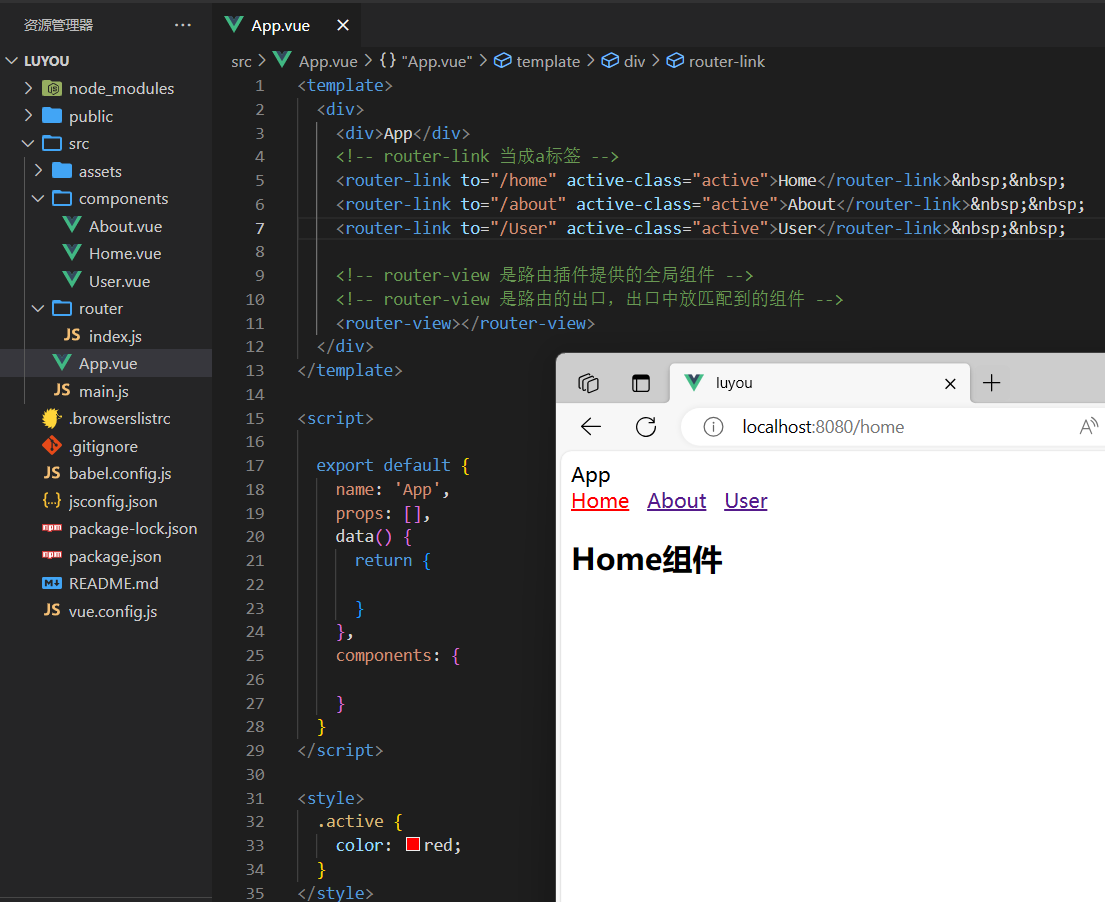 资源管理器
LUYOU
node_modules
public
src
assets
components
About.vue
Home.vue
User.vue
router
JS index.js
App.vue
JS main.js
.browserslistrc
.gitignore
JS babel.config.js
{..} jsconfig.json
npm package-lock.json
npm package.json
M README.md
JS vue.config.js
App.vue
src > App.vue > {} "App.vue" > template > div > router-link
1 <template>
2 <div>
3 <div>App</div>
4 <!-- router-link 当成a标签 -->
5 <router-link to="/home" active-class="active">Home</router-link>&nbsp;&nbsp;
6 <router-link to="/about" active-class="active">About</router-link>&nbsp;&nbsp;
7 <router-link to="/User" active-class="active">User</router-link>&nbsp;&nbsp;
8
9 <!-- router-view 是路由插件提供的全局组件 -->
10 <!-- router-view 是路由的出口，出口中放匹配到的组件 -->
11 <router-view></router-view>
12 </div>
13 </template>
14
15 <script>
16
17 export default {
18 name: 'App',
19 props: [],
20 data() {
21 return {
22
23 }
24 },
25 components: {
26
27 }
28 }
29 </script>
30
31 <style>
32 .active {
33 color: red;
34 }
35 </style>
luyou
localhost:8080/home
App
Home About User
Home组件